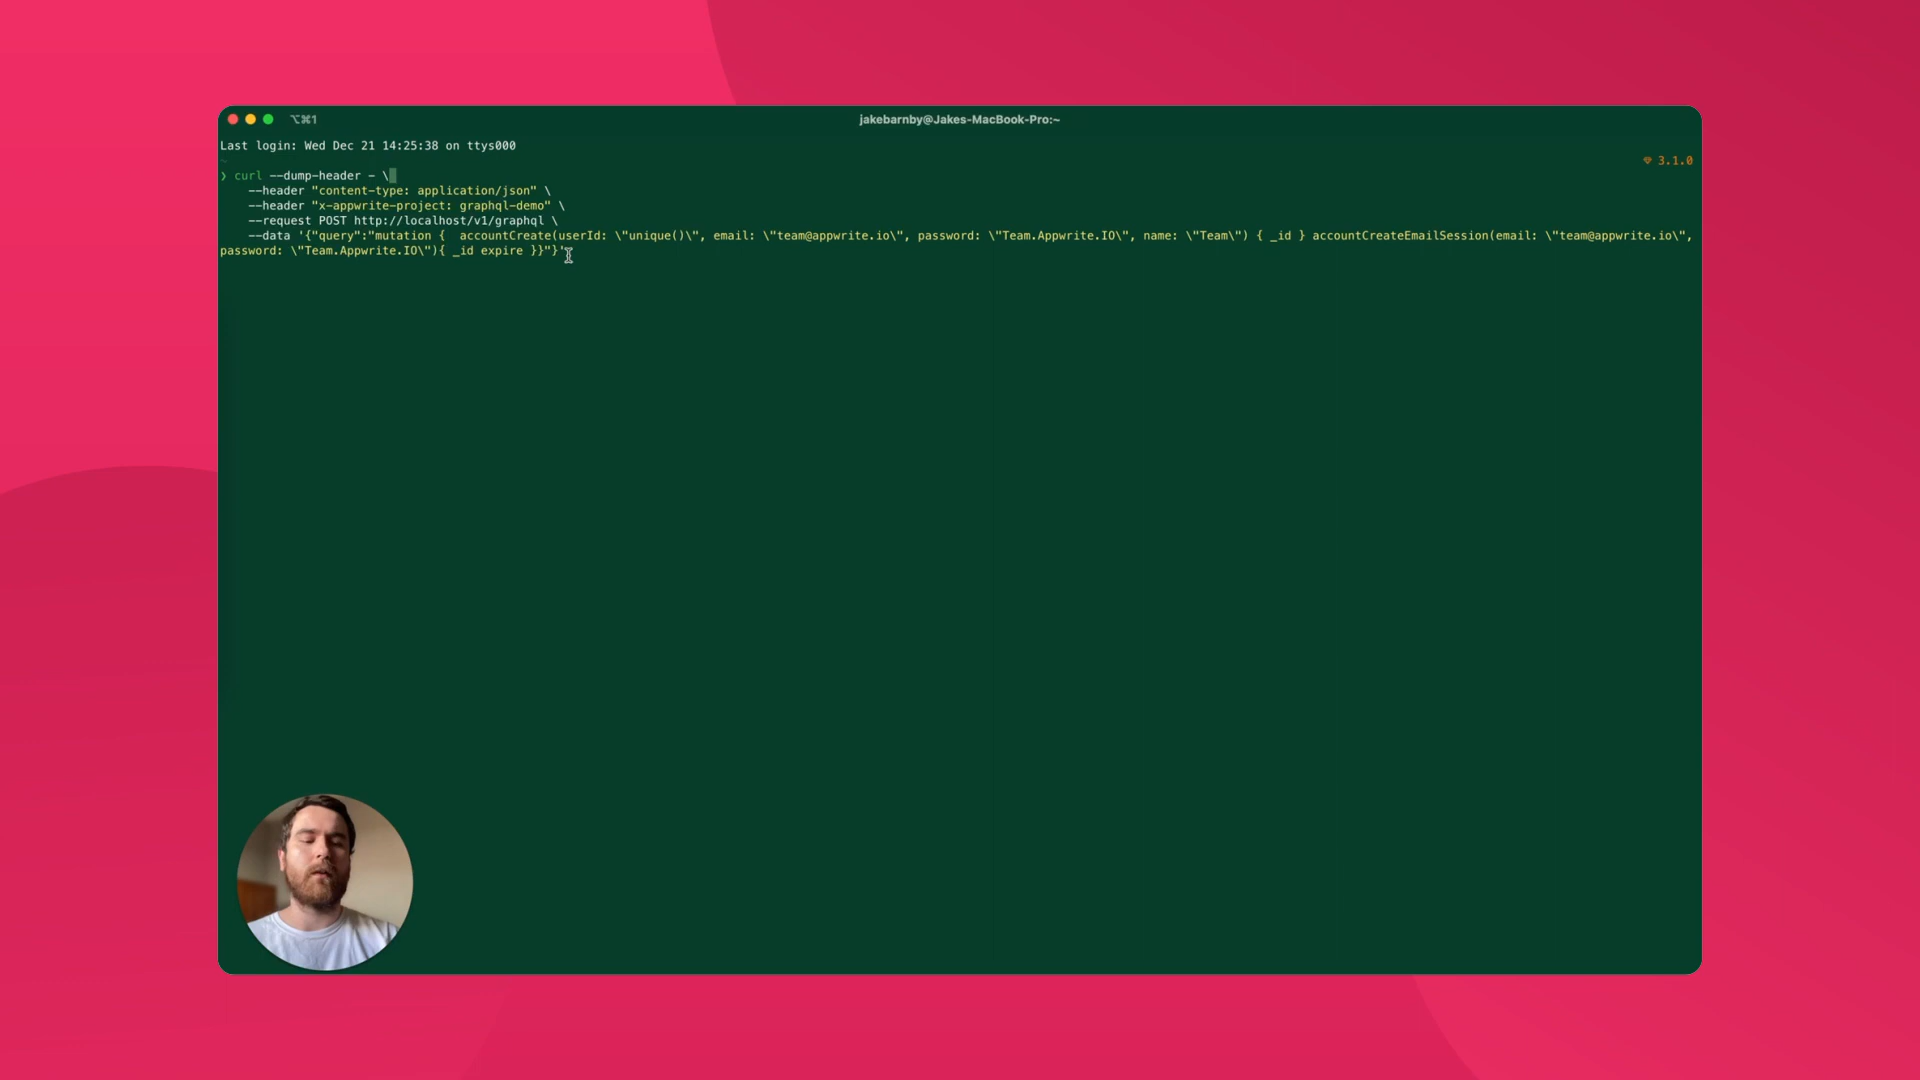 ⌥⌘1
jakebarnby@Jakes-MacBook-Pro:~
Last login: Wed Dec 21 14:25:38 on ttys000
~
3.1.0
❯ curl --dump-header - \
--header "content-type: application/json" \
--header "x-appwrite-project: graphql-demo" \
--request POST http://localhost/v1/graphql \
--data '{"query":"mutation {  accountCreate(userId: \"unique()\", email: \"team@appwrite.io\", password: \"Team.Appwrite.IO\", name: \"Team\") { _id } accountCreateEmailSession(email: \"team@appwrite.io\",
password: \"Team.Appwrite.IO\"){ _id expire }}"}'